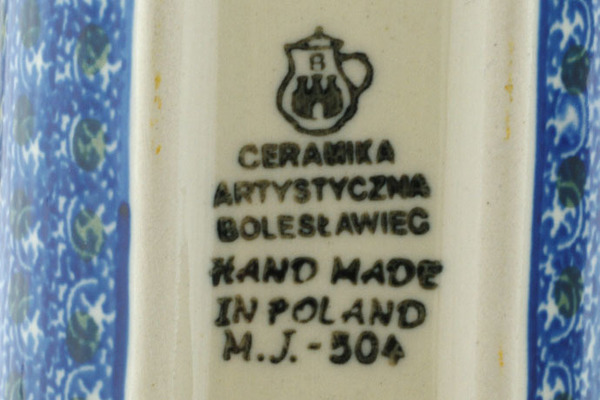 B
CERAMIKA
ARTYSTYCZNA
BOLESŁAWIEC
HAND MADE
IN POLAND
M.J.-504